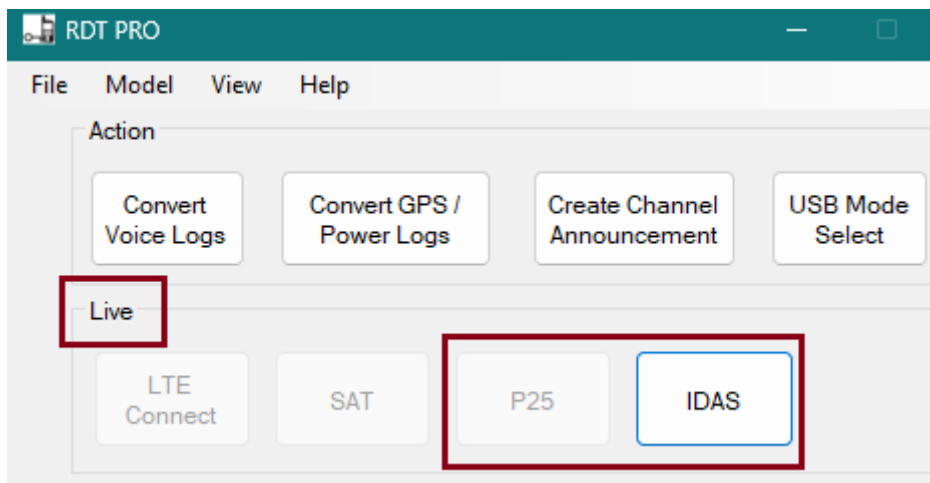 RDT PRO
File Model View Help
Action
Convert
Voice Logs
Convert GPS /
Power Logs
Create Channel
Announcement
USB Mode
Select
Live
LTE
Connect
SAT
P25
IDAS